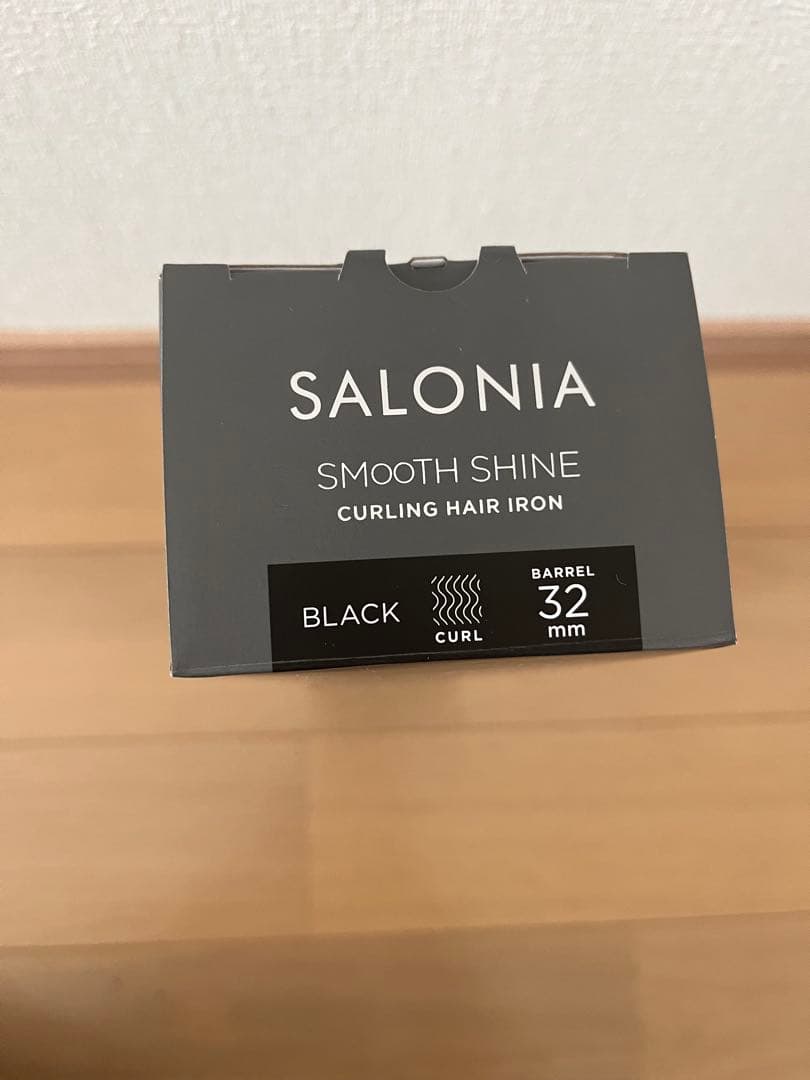 SALONIA
SMOOTH SHINE
CURLING HAIR IRON
BLACK
CURL
BARREL
32
mm